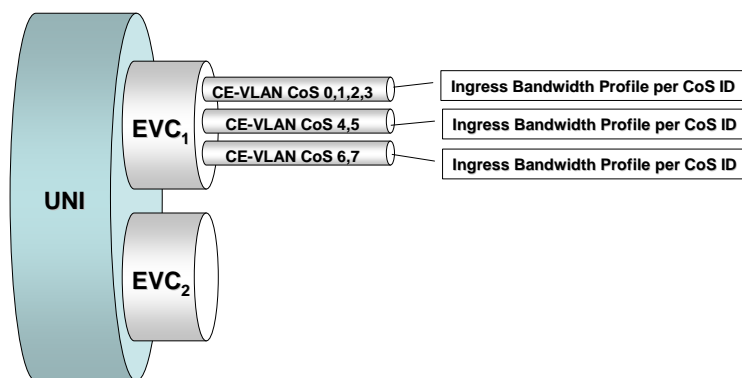 UNI
EVC1
CE-VLAN CoS 0,1,2,3
Ingress Bandwidth Profile per CoS ID
CE-VLAN CoS 4,5
Ingress Bandwidth Profile per CoS ID
CE-VLAN CoS 6,7
Ingress Bandwidth Profile per CoS ID
EVC2